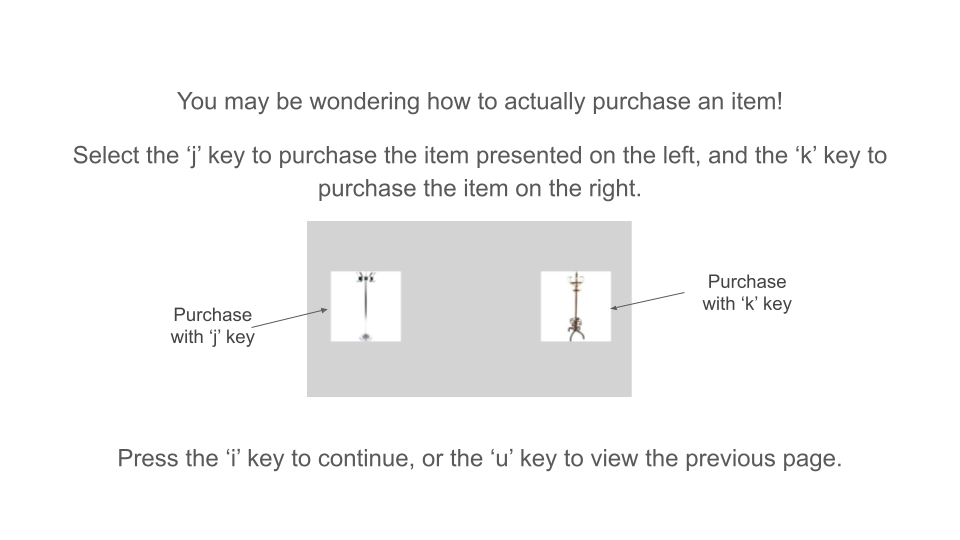 You may be wondering how to actually purchase an item!
Select the ‘j’ key to purchase the item presented on the left, and the ‘k’ key to
purchase the item on the right.
Purchase
with ‘j’ key
Purchase
with ‘k’ key
Press the ‘i’ key to continue, or the ‘u’ key to view the previous page.